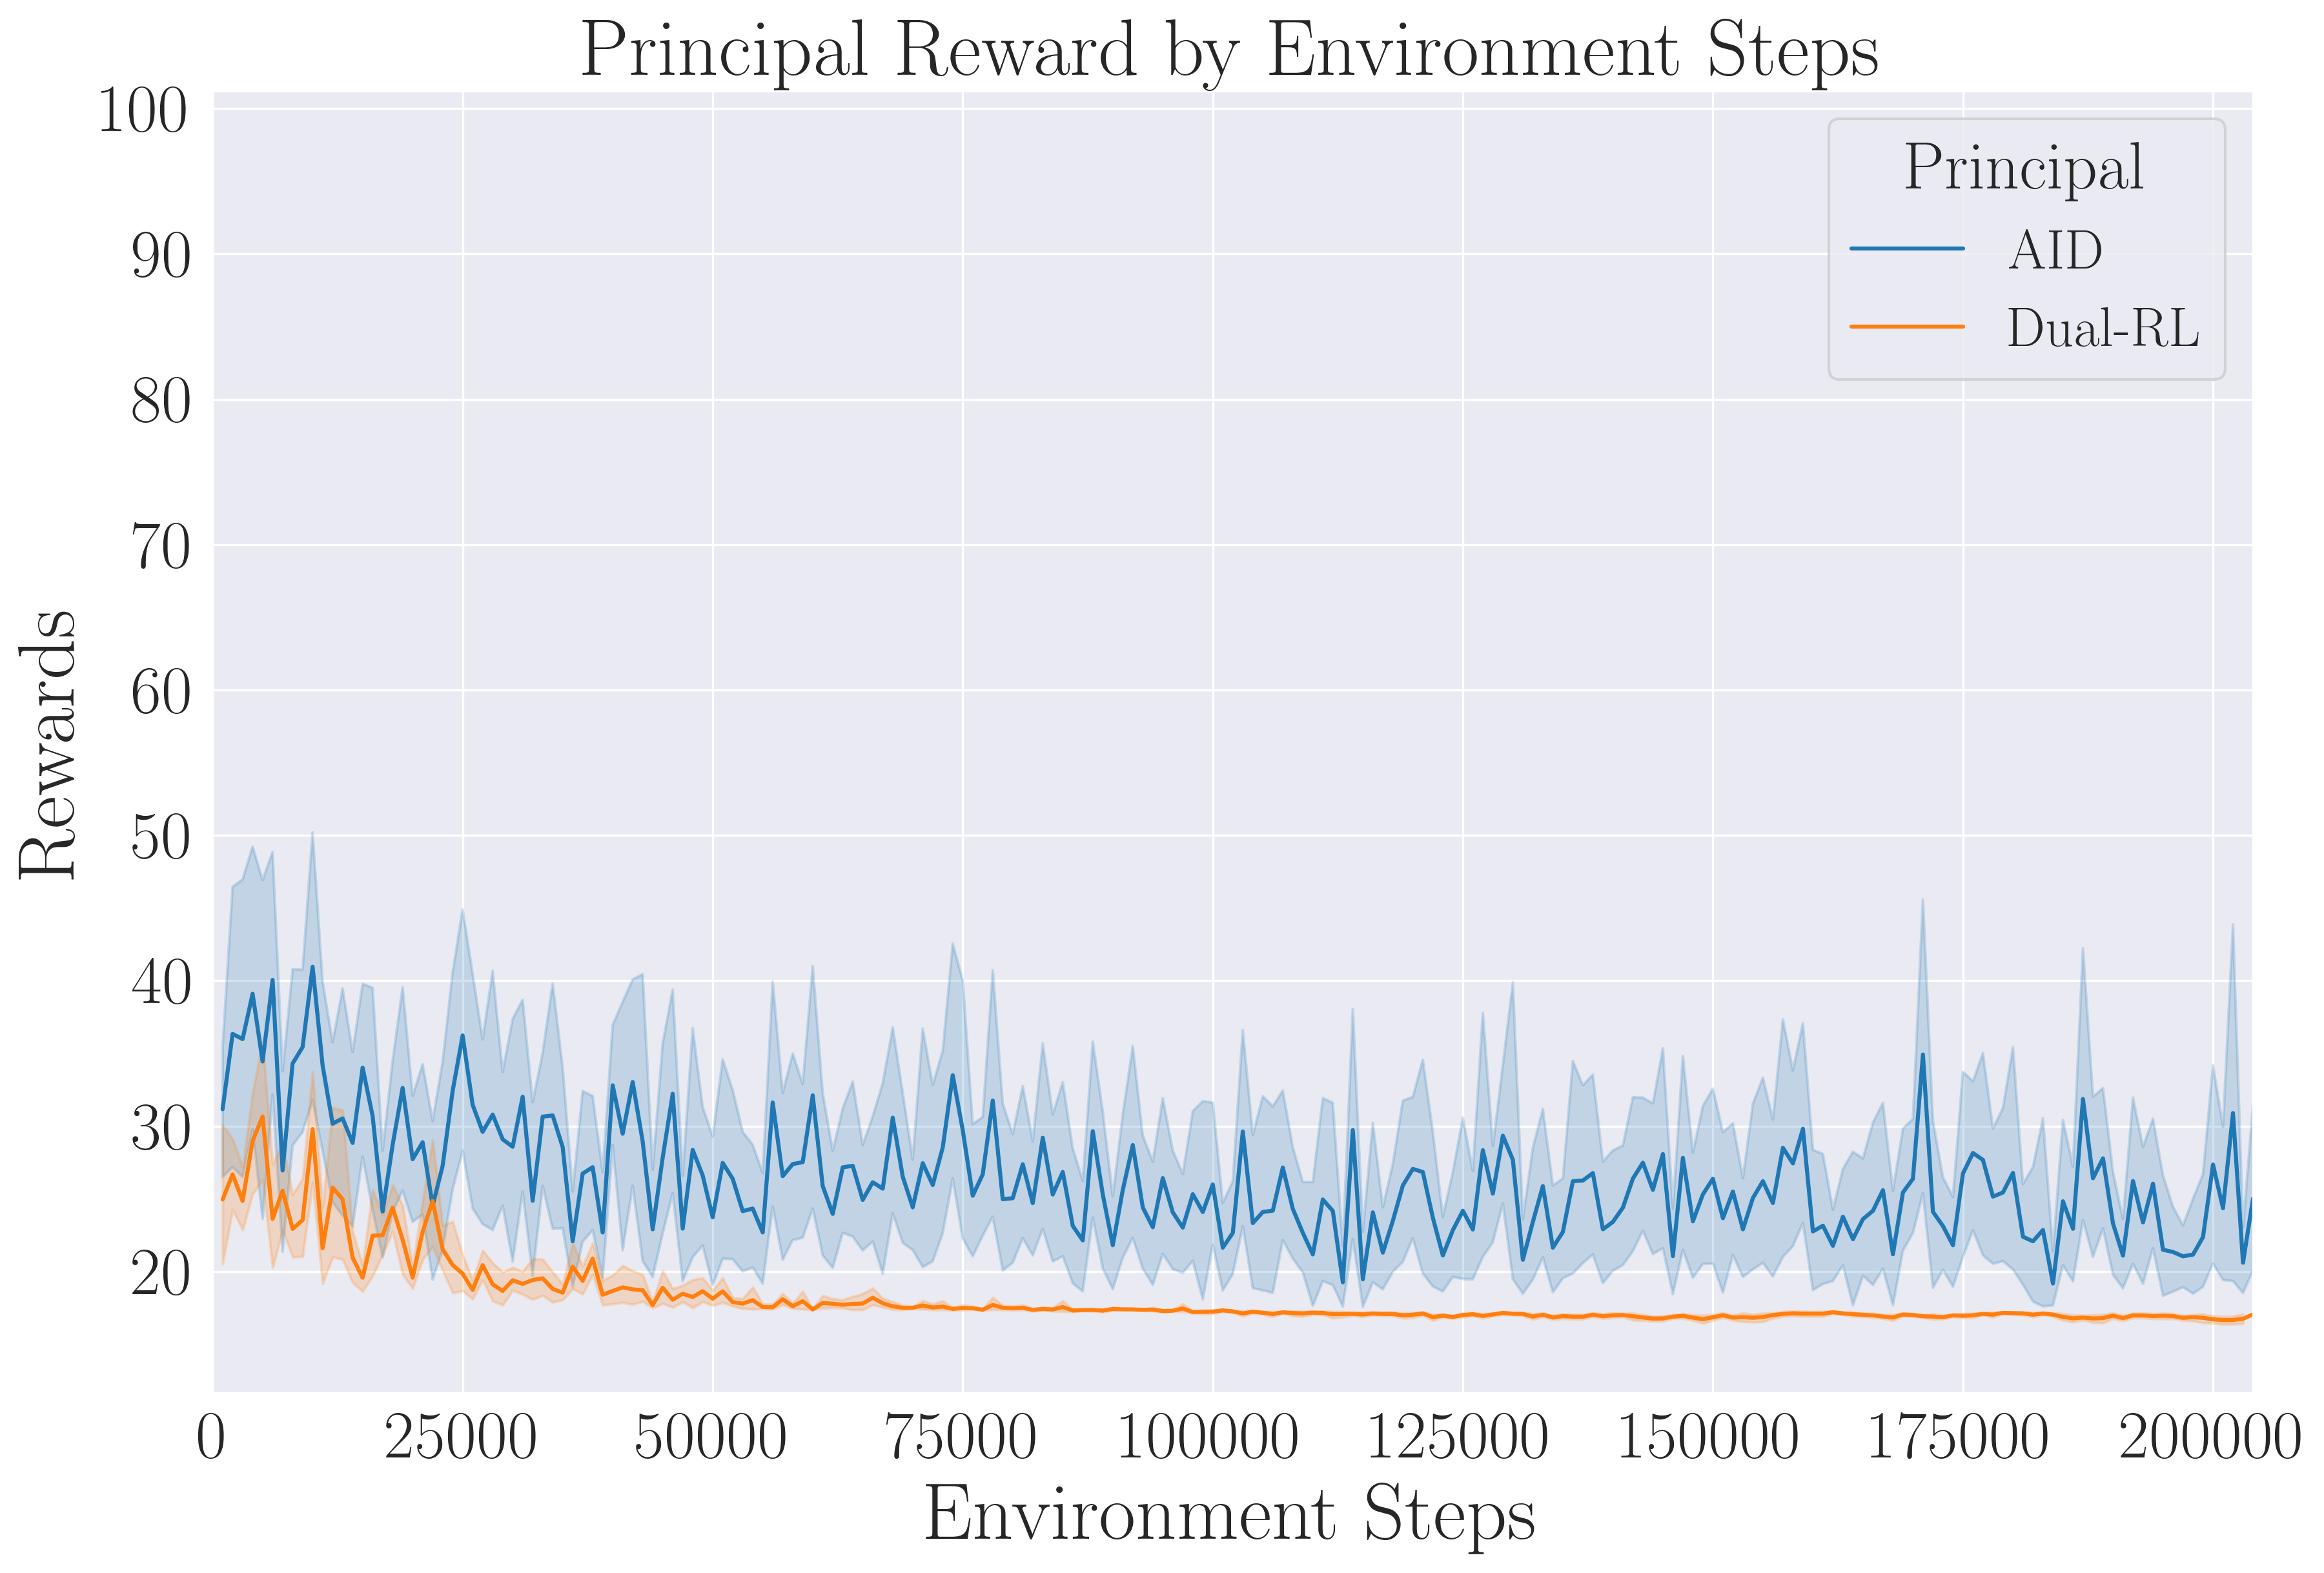 Principal Reward by Environment Steps
100
90
80
70
60
50
40
30
20
Rewards
Principal
AID
Dual-RL
0 25000 50000 75000 100000 125000 150000 175000 200000
Environment Steps